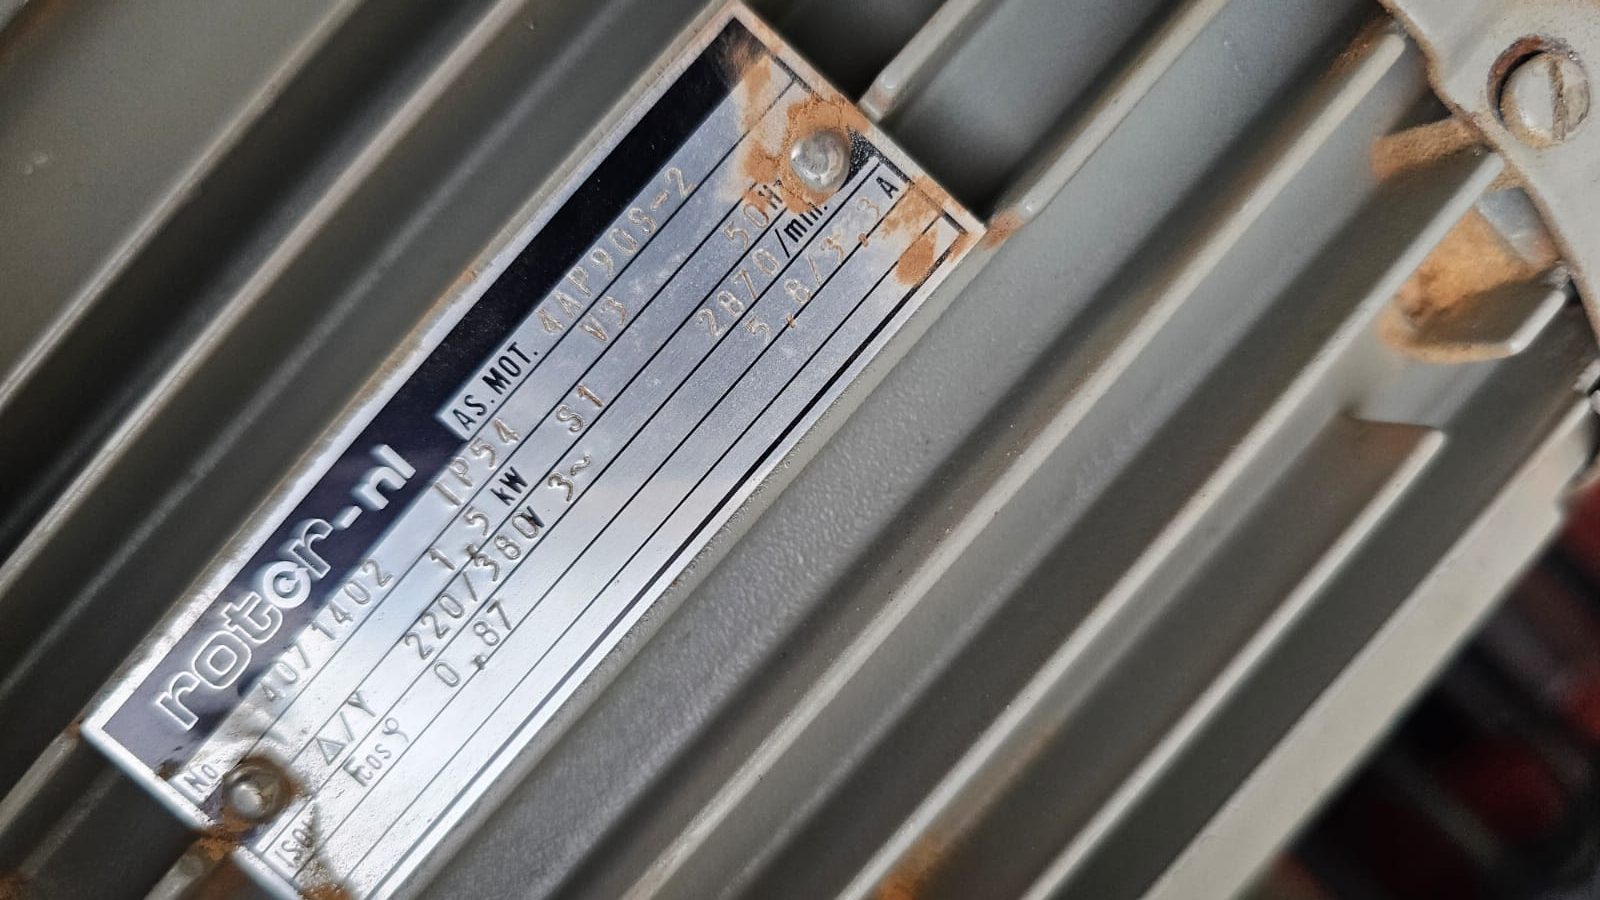 rotor-nl
AS.MOT. 4AP90S-2
No 4071402 IP54 V3 50Hz
1,5 kW S1 2870/min.
Δ/Y 220/380V 3~ 5,8/3,3 A
cos φ 0,87